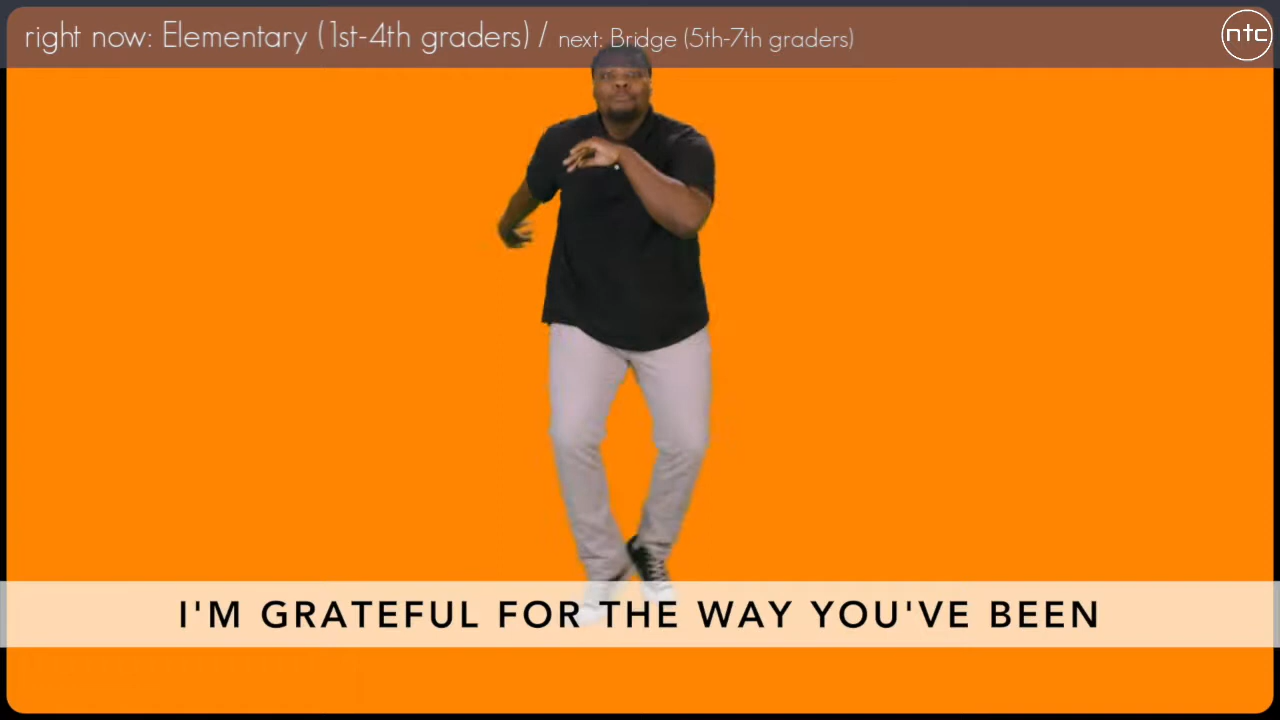 right now: Elementary (1st-4th graders) / next: Bridge (5th-7th graders)
ntc
I'M GRATEFUL FOR THE WAY YOU'VE BEEN